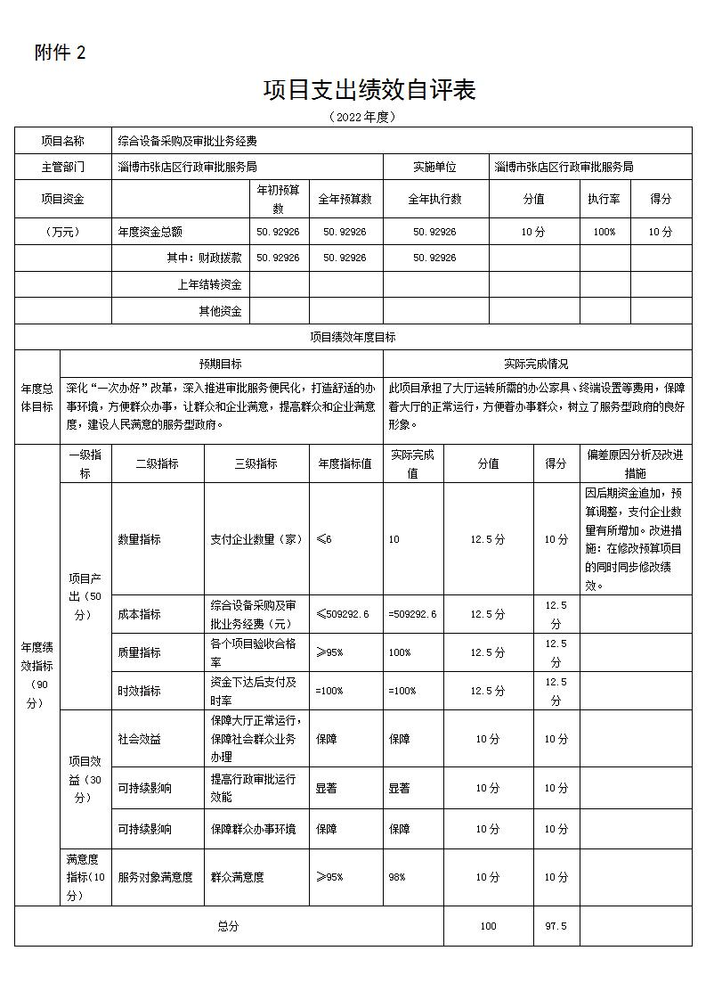 附件 2
项目支出绩效自评表
（2022 年度）
项目名称 综合设备采购及审批业务经费
主管部门 淄博市张店区行政审批服务局 实施单位 淄博市张店区行政审批服务局
项目资金 年初预算数 全年预算数 全年执行数 分值 执行率 得分
（万元） 年度资金总额 50.92926 50.92926 50.92926 10 分 100% 10 分
其中：财政拨款 50.92926 50.92926 50.92926
上年结转资金
其他资金
项目绩效年度目标
年度总体目标
预期目标 实际完成情况
深化“一次办好”改革，深入推进审批服务便民化，打造舒适的办
事环境，方便群众办事，让群众和企业满意，提高群众和企业满意
度，建设人民满意的服务型政府。
此项目承担了大厅运转所需的办公家具、终端设置等费用，保障
着大厅的正常运行，方便着办事群众，树立了服务型政府的良好
形象。
年度绩效指标（90分）
一级指标 二级指标 三级指标 年度指标值 实际完成值 分值 得分 偏差原因分析及改进措施
项目产出（50分）
数量指标 支付企业数量（家） ≤6 10 12.5 分 10 分
因后期资金追加，预
算调整，支付企业数
量有所增加。改进措
施：在修改预算项目
的同时同步修改绩
效。
成本指标 综合设备采购及审批业务经费（元） ≤509292.6 =509292.6 12.5 分 12.5 分
质量指标 各个项目验收合格率 ≥95% 100% 12.5 分 12.5 分
时效指标 资金下达后支付及时率 =100% =100% 12.5 分 12.5 分
项目效益（30分）
社会效益 保障大厅正常运行，保障社会群众业务办理 保障 保障 10 分 10 分
可持续影响 提高行政审批运行效能 显著 显著 10 分 10 分
可持续影响 保障群众办事环境 保障 保障 10 分 10 分
满意度指标（10分） 服务对象满意度 群众满意度 ≥95% 98% 10 分 10 分
总分 100 97.5